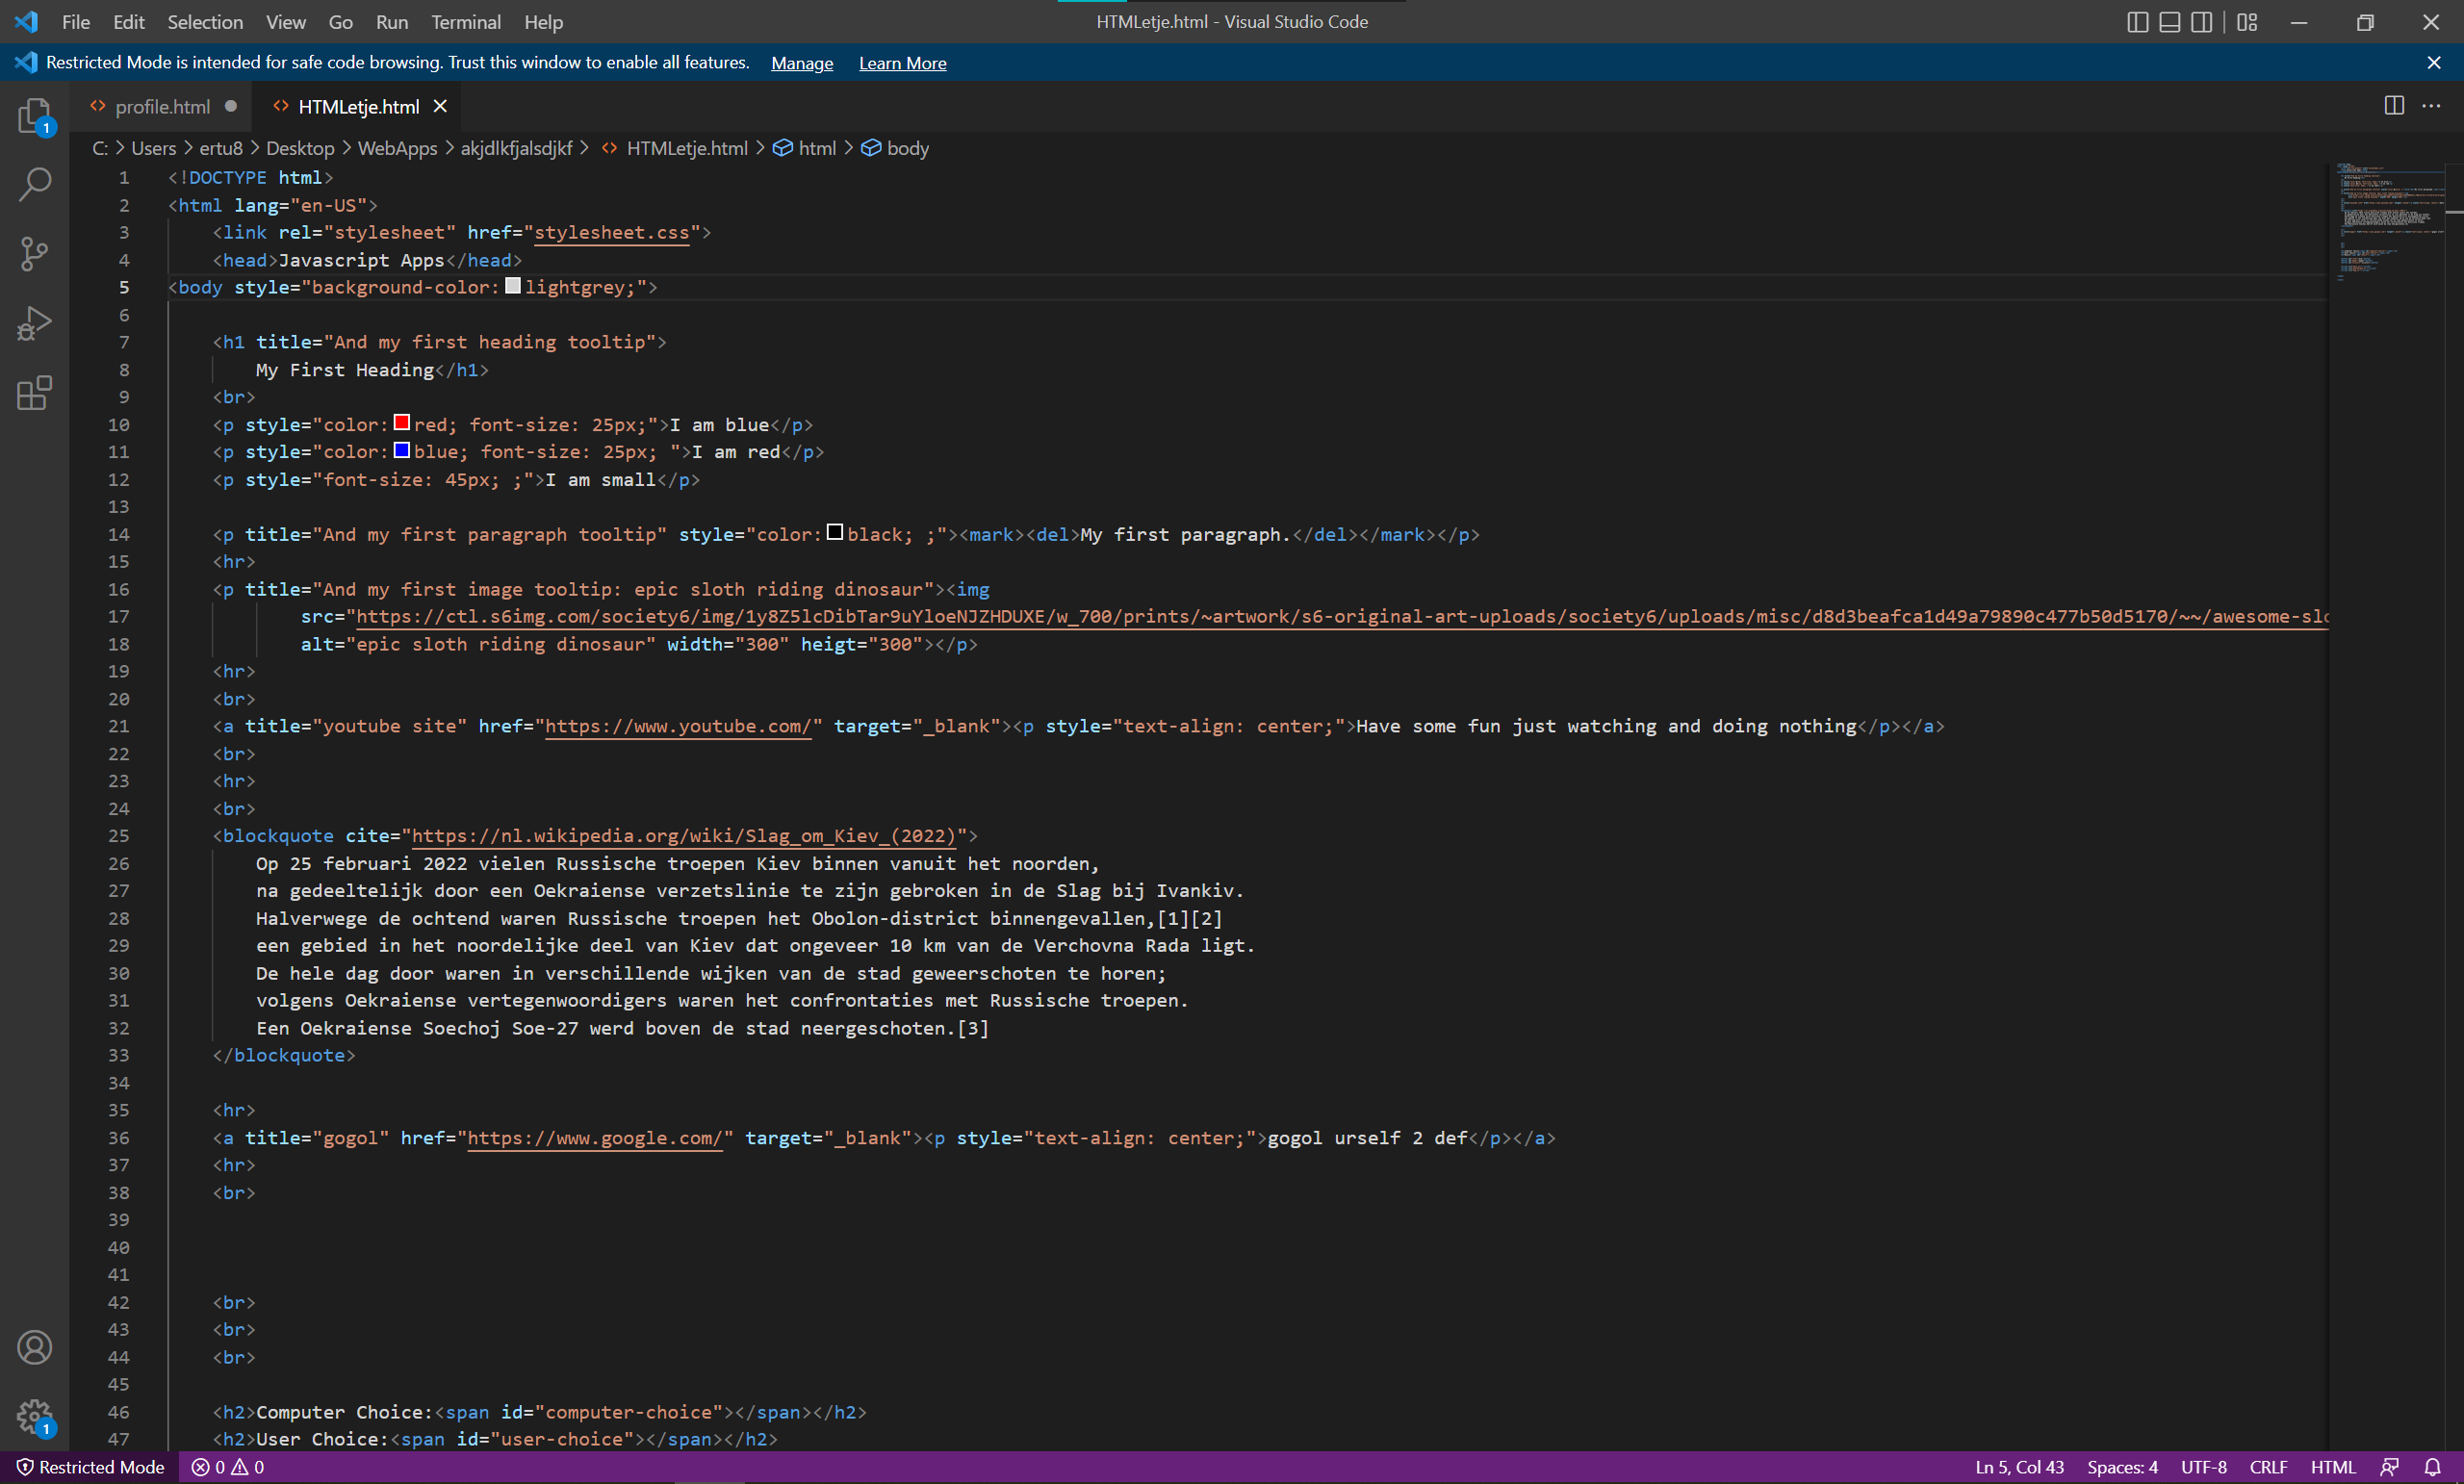 File Edit Selection View Go Run Terminal Help HTMLetje.html - Visual Studio Code
Restricted Mode is intended for safe code browsing. Trust this window to enable all features. Manage Learn More
profile.html HTMLetje.html
C: > Users > ertu8 > Desktop > WebApps > akjdlkfjalsdjkf > HTMLetje.html > html > body
1 <!DOCTYPE html>
2 <html lang="en-US">
3 <link rel="stylesheet" href="stylesheet.css">
4 <head>Javascript Apps</head>
5 <body style="background-color: lightgrey;">
6
7 <h1 title="And my first heading tooltip">
8 My First Heading</h1>
9 <br>
10 <p style="color: red; font-size: 25px;">I am blue</p>
11 <p style="color: blue; font-size: 25px; ">I am red</p>
12 <p style="font-size: 45px; ;">I am small</p>
13
14 <p title="And my first paragraph tooltip" style="color: black; ;"><mark><del>My first paragraph.</del></mark></p>
15 <hr>
16 <p title="And my first image tooltip: epic sloth riding dinosaur"><img
17 src="https://ctl.s6img.com/society6/img/1y8Z5lcDibTar9uYloeNJZHDUXE/w_700/prints/~artwork/s6-original-art-uploads/society6/uploads/misc/d8d3beafca1d49a79890c477b50d5170/~~/awesome-slo
18 alt="epic sloth riding dinosaur" width="300" heigt="300"></p>
19 <hr>
20 <br>
21 <a title="youtube site" href="https://www.youtube.com/" target="_blank"><p style="text-align: center;">Have some fun just watching and doing nothing</p></a>
22 <br>
23 <hr>
24 <br>
25 <blockquote cite="https://nl.wikipedia.org/wiki/Slag_om_Kiev_(2022)">
26 Op 25 februari 2022 vielen Russische troepen Kiev binnen vanuit het noorden,
27 na gedeeltelijk door een Oekraiense verzetslinie te zijn gebroken in de Slag bij Ivankiv.
28 Halverwege de ochtend waren Russische troepen het Obolon-district binnengevallen,[1][2]
29 een gebied in het noordelijke deel van Kiev dat ongeveer 10 km van de Verchovna Rada ligt.
30 De hele dag door waren in verschillende wijken van de stad geweerschoten te horen;
31 volgens Oekraiense vertegenwoordigers waren het confrontaties met Russische troepen.
32 Een Oekraiense Soechoj Soe-27 werd boven de stad neergeschoten.[3]
33 </blockquote>
34
35 <hr>
36 <a title="gogol" href="https://www.google.com/" target="_blank"><p style="text-align: center;">gogol urself 2 def</p></a>
37 <hr>
38 <br>
39
40
41
42 <br>
43 <br>
44 <br>
45
46 <h2>Computer Choice:<span id="computer-choice"></span></h2>
47 <h2>User Choice:<span id="user-choice"></span></h2>
1
1
Restricted Mode 0 0 Ln 5, Col 43 Spaces: 4 UTF-8 CRLF HTML